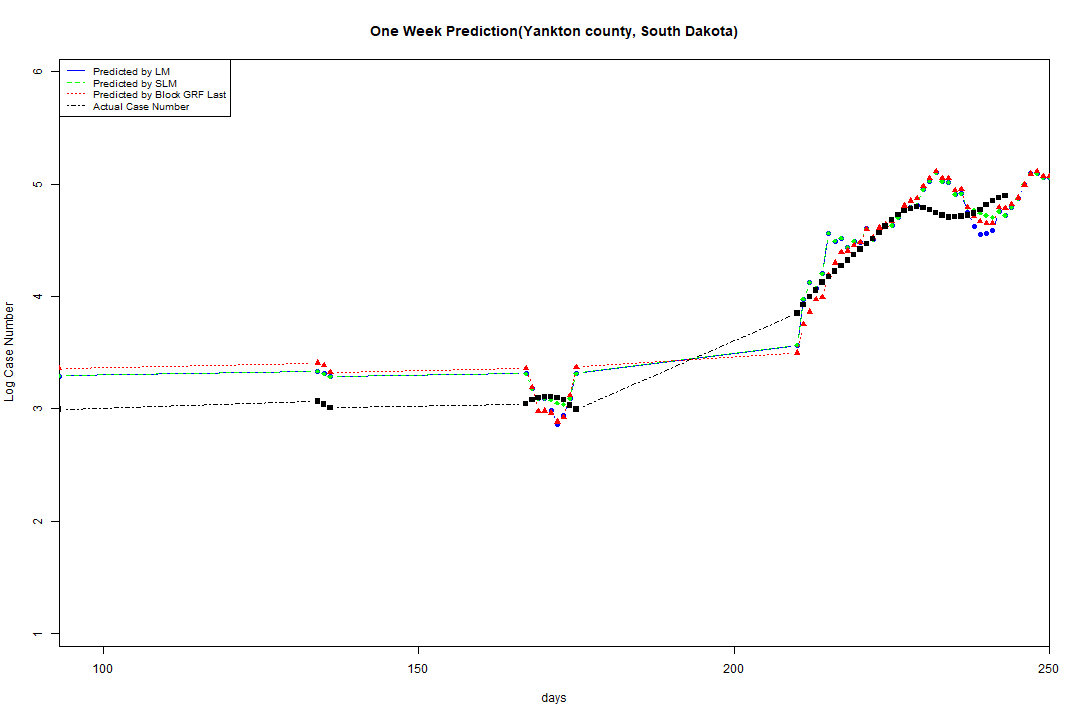 One Week Prediction(Yankton county, South Dakota)
Predicted by LM
Predicted by SLM
Predicted by Block GRF Last
Actual Case Number
6
5
4
3
2
1
Log Case Number
100 150 200 250
days